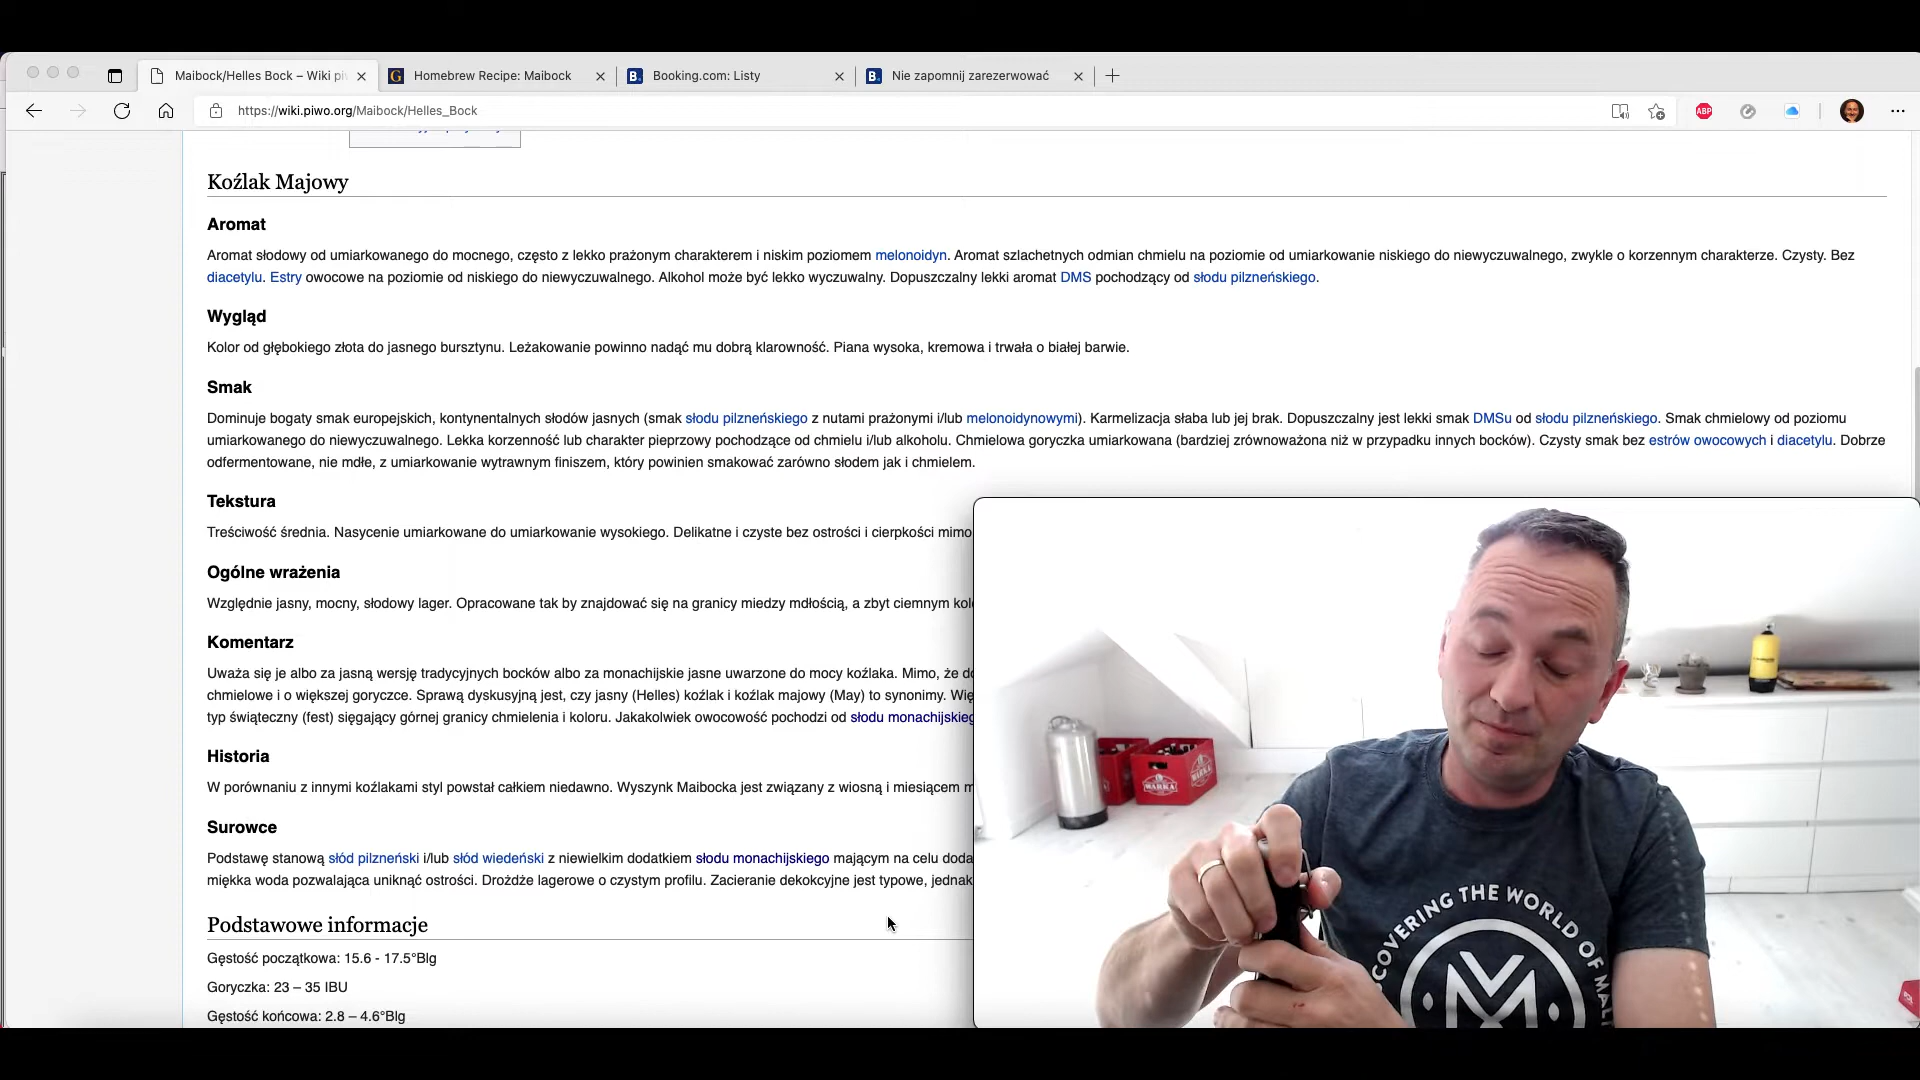 Maibock/Helles Bock – Wiki piw
Homebrew Recipe: Maibock
Booking.com: Listy
Nie zapomnij zarezerwować
https://wiki.piwo.org/Maibock/Helles_Bock
ABP
Koźlak Majowy
Aromat
Aromat słodowy od umiarkowanego do mocnego, często z lekko prażonym charakterem i niskim poziomem melonoidyn. Aromat szlachetnych odmian chmielu na poziomie od umiarkowanie niskiego do niewyczuwalnego, zwykle o korzennym charakterze. Czysty. Bez
diacetylu. Estry owocowe na poziomie od niskiego do niewyczuwalnego. Alkohol może być lekko wyczuwalny. Dopuszczalny lekki aromat DMS pochodzący od słodu pilzneńskiego.
Wygląd
Kolor od głębokiego złota do jasnego bursztynu. Leżakowanie powinno nadąć mu dobrą klarowność. Piana wysoka, kremowa i trwała o białej barwie.
Smak
Dominuje bogaty smak europejskich, kontynentalnych słodów jasnych (smak słodu pilzneńskiego z nutami prażonymi i/lub melonoidynowymi). Karmelizacja słaba lub jej brak. Dopuszczalny jest lekki smak DMSu od słodu pilzneńskiego. Smak chmielowy od poziomu
umiarkowanego do niewyczuwalnego. Lekka korzenność lub charakter pieprzowy pochodzące od chmielu i/lub alkoholu. Chmielowa goryczka umiarkowana (bardziej zrównoważona niż w przypadku innych bocków). Czysty smak bez estrów owocowych i diacetylu. Dobrze
odfermentowane, nie mdłe, z umiarkowanie wytrawnym finiszem, który powinien smakować zarówno słodem jak i chmielem.
Tekstura
Treściwość średnia. Nasycenie umiarkowane do umiarkowanie wysokiego. Delikatne i czyste bez ostrości i cierpkości mimo
Ogólne wrażenia
Względnie jasny, mocny, słodowy lager. Opracowane tak by znajdować się na granicy miedzy mdłością, a zbyt ciemnym kol
Komentarz
Uważa się je albo za jasną wersję tradycyjnych bocków albo za monachijskie jasne uwarzone do mocy koźlaka. Mimo, że do
chmielowe i o większej goryczce. Sprawą dyskusyjną jest, czy jasny (Helles) koźlak i koźlak majowy (May) to synonimy. Wię
typ świąteczny (fest) sięgający górnej granicy chmielenia i koloru. Jakakolwiek owocowość pochodzi od słodu monachijskieg
Historia
W porównaniu z innymi koźlakami styl powstał całkiem niedawno. Wyszynk Maibocka jest związany z wiosną i miesiącem m
Surowce
Podstawę stanową słód pilzneński i/lub słód wiedeński z niewielkim dodatkiem słodu monachijskiego mającym na celu doda
miękka woda pozwalająca uniknąć ostrości. Drożdże lagerowe o czystym profilu. Zacieranie dekokcyjne jest typowe, jednak
Podstawowe informacje
Gęstość początkowa: 15.6 - 17.5°Blg
Goryczka: 23 – 35 IBU
Gęstość końcowa: 2.8 – 4.6°Blg
WARKA
COVERING THE WORLD OF MAL
M